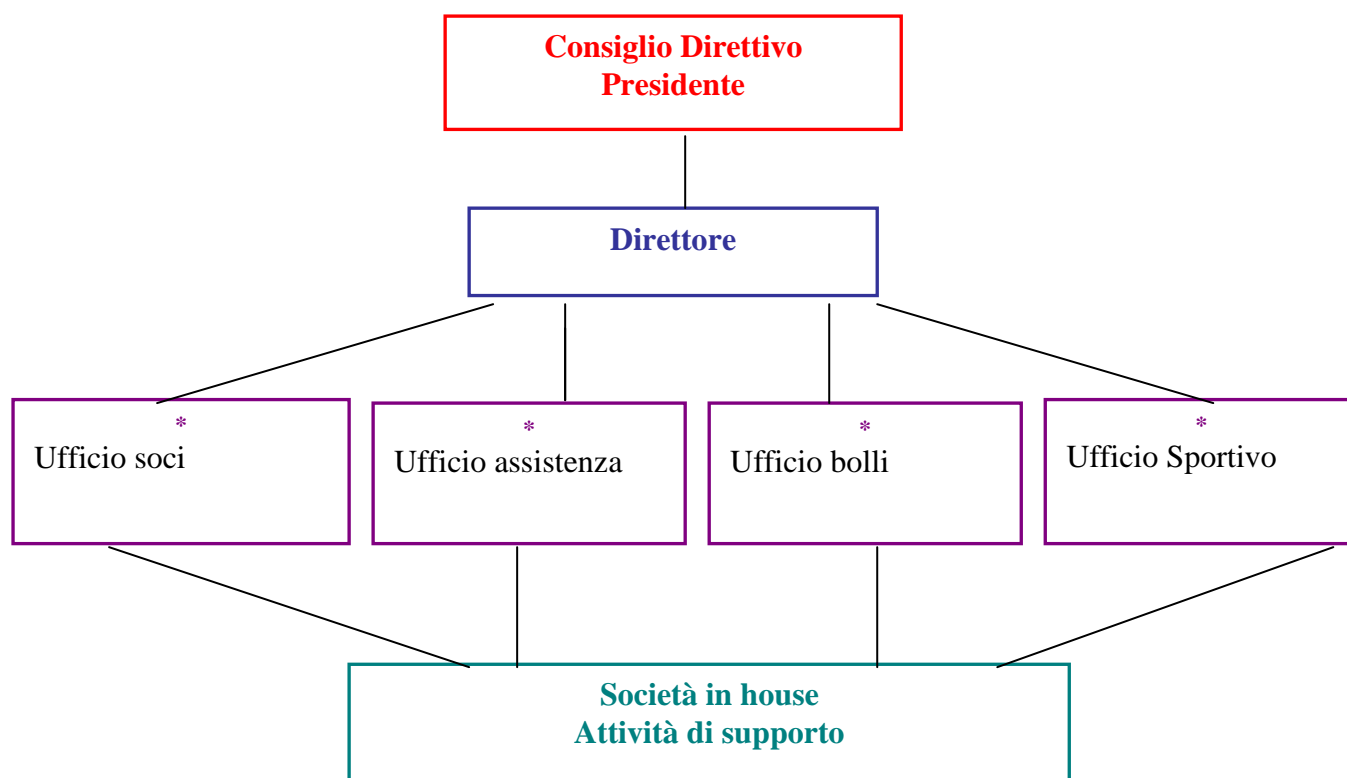 Consiglio Direttivo
Presidente
Direttore
*
Ufficio soci
*
Ufficio assistenza
*
Ufficio bolli
*
Ufficio Sportivo
Società in house
Attività di supporto